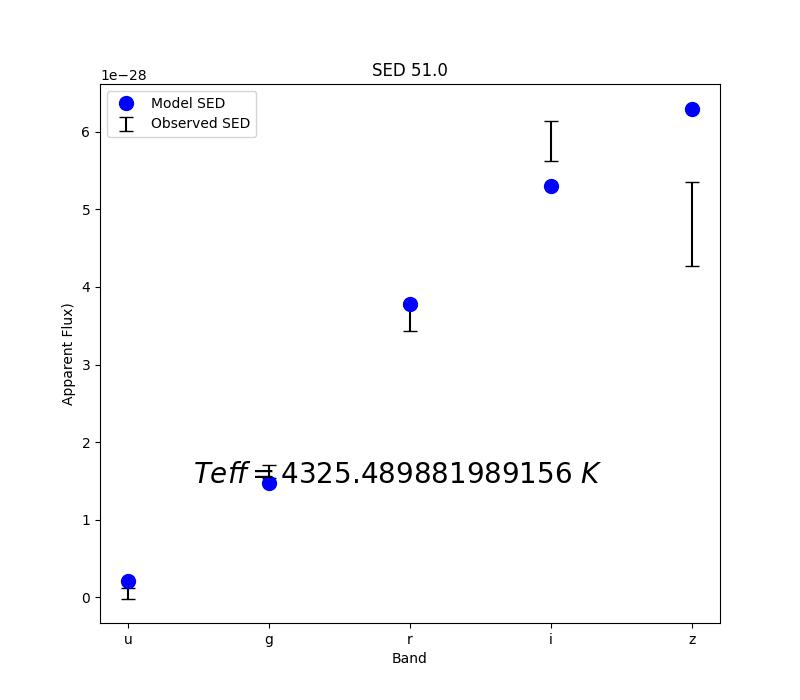 SED 51.0
1e−28
Model SED
Observed SED
6
5
4
3
2
1
0
Apparent Flux)
Teff = 4325.489881989156 K
u g r i z
Band